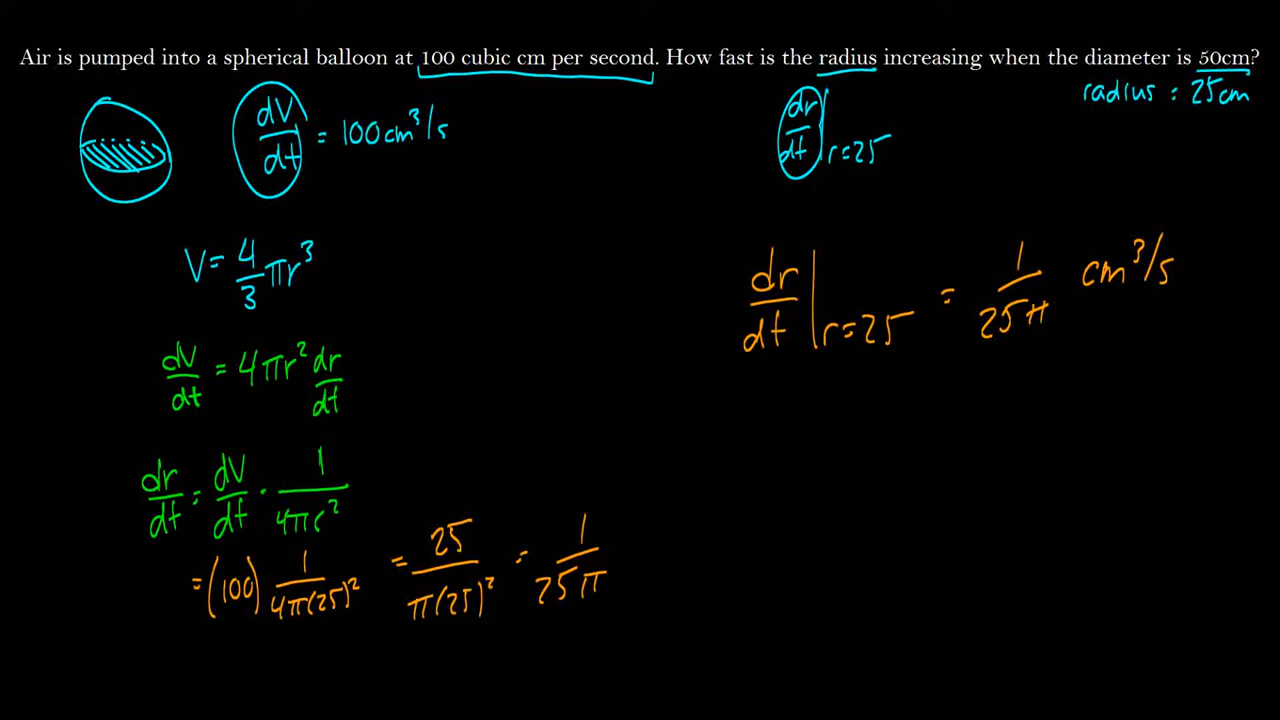 Air is pumped into a spherical balloon at 100 cubic cm per second. How fast is the radius increasing when the diameter is 50cm?
radius = 25cm
dV/dt = 100cm³/s
dr/dt | r=25
V = 4/3 πr³
dr/dt | r=25 = 1/25π cm³/s
dV/dt = 4πr² dr/dt
dr/dt = dV/dt · 1/4πr²
= (100) 1/4π(25)² = 25/π(25)² = 1/25π